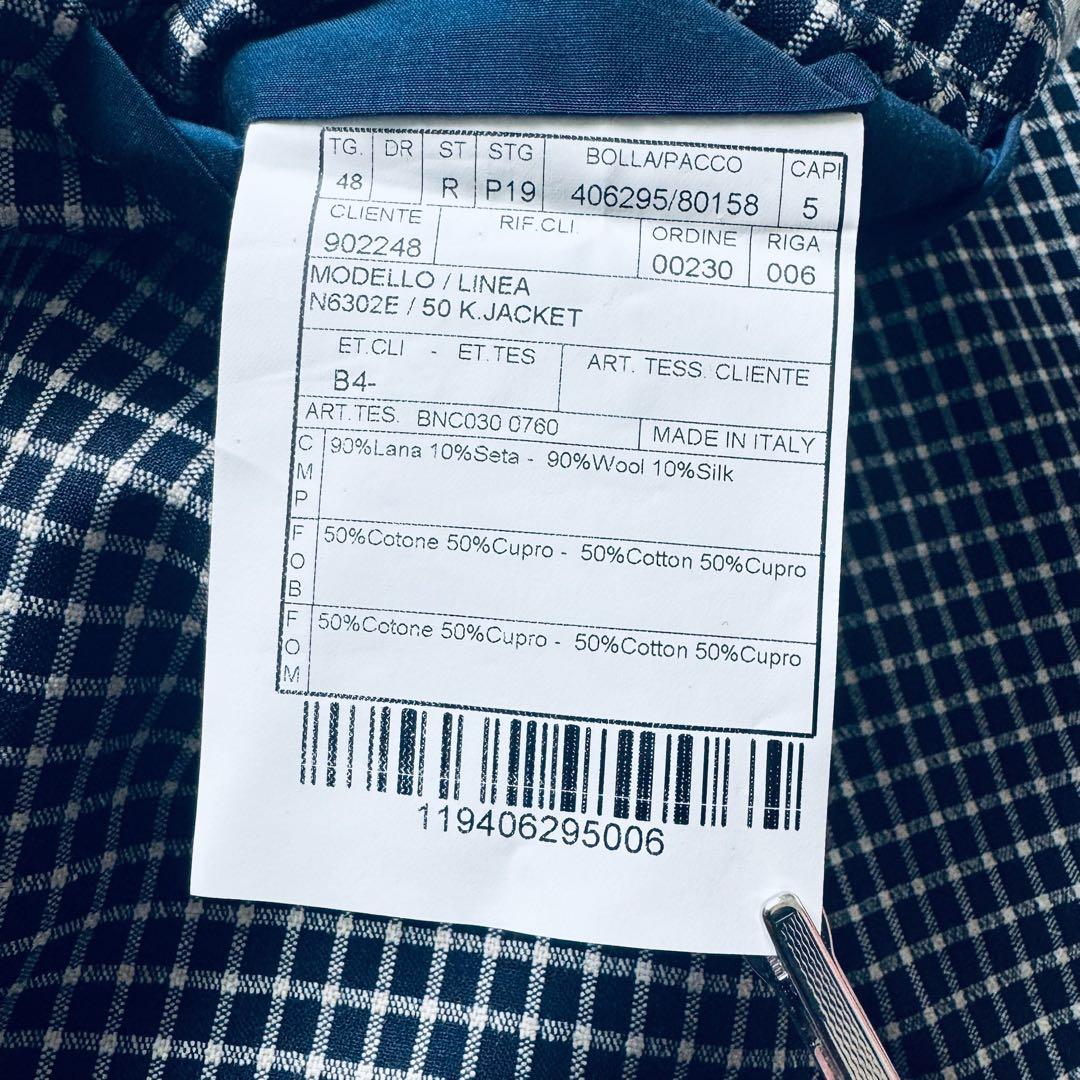 TG. DR ST STG BOLLA/PACCO CAPI
48 R P19 406295/80158 5
CLIENTE RIF.CLI. ORDINE RIGA
902248 00230 006
MODELLO / LINEA
N6302E / 50 K.JACKET
ET.CLI - ET.TES ART. TESS. CLIENTE
B4-
ART.TES. BNC030 0760 MADE IN ITALY
CMP 90%Lana 10%Seta - 90%Wool 10%Silk
FOB 50%Cotone 50%Cupro - 50%Cotton 50%Cupro
FOM 50%Cotone 50%Cupro - 50%Cotton 50%Cupro
119406295006